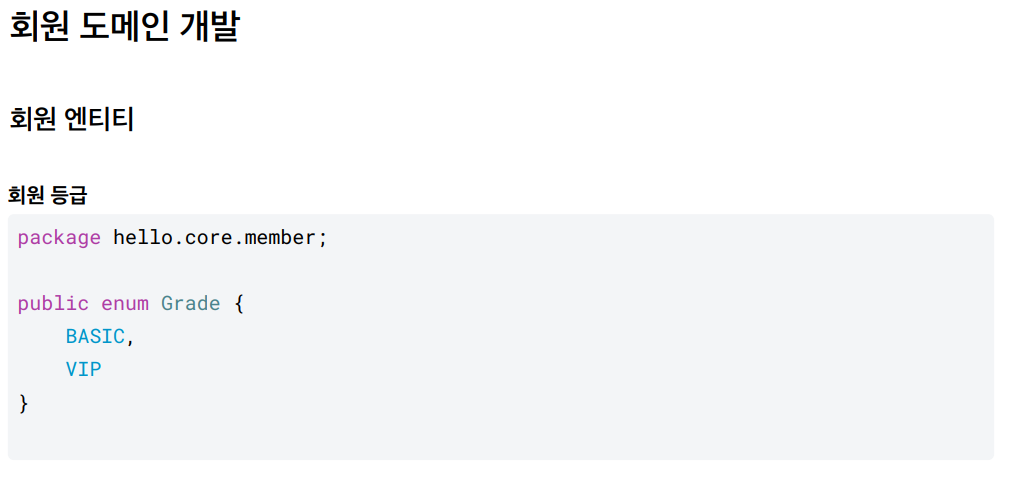 회원 도메인 개발
회원 엔티티
회원 등급
package hello.core.member;
public enum Grade {
    BASIC,
    VIP
}